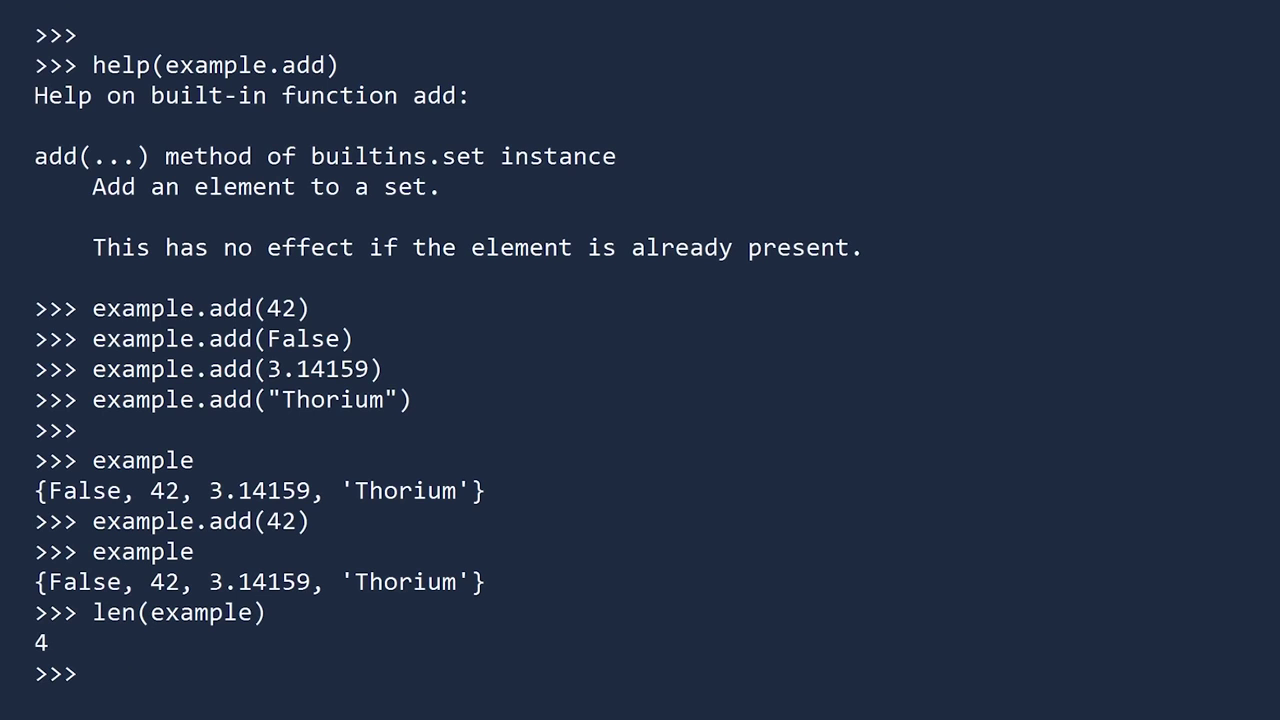 >>>
>>> help(example.add)
Help on built-in function add:
add(...) method of builtins.set instance
Add an element to a set.
This has no effect if the element is already present.
>>> example.add(42)
>>> example.add(False)
>>> example.add(3.14159)
>>> example.add("Thorium")
>>>
>>> example
{False, 42, 3.14159, 'Thorium'}
>>> example.add(42)
>>> example
{False, 42, 3.14159, 'Thorium'}
>>> len(example)
4
>>>